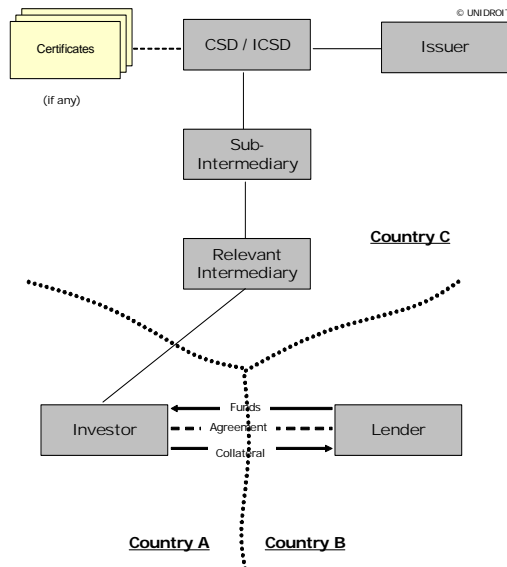 © UNIDROIT
Certificates
CSD / ICSD
Issuer
(if any)
Sub-
Intermediary
Country C
Relevant
Intermediary
Funds
Investor
Agreement
Lender
Collateral
Country A
Country B